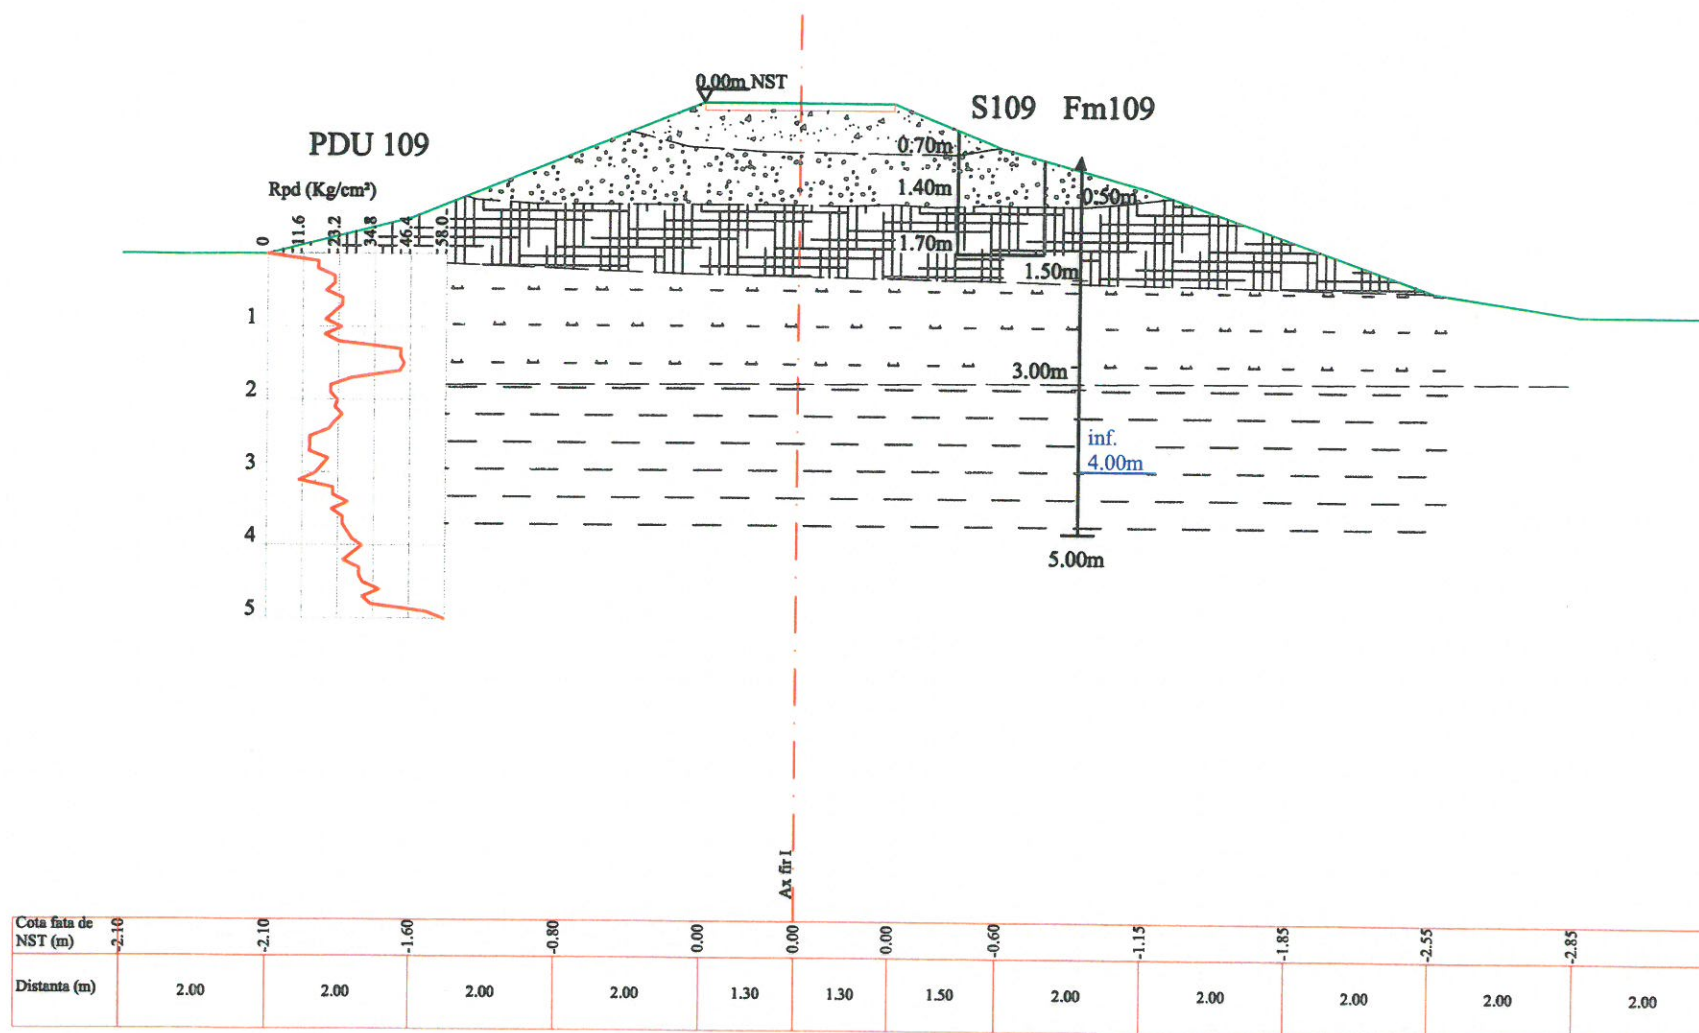 0.00m NST
S109 Fm109
PDU 109
0.70m
Rpd (Kg/cm²)
1.40m
0.50m
0
11.6
23.2
34.8
46.4
58.0
1.70m
1.50m
1
3.00m
2
inf.
4.00m
3
4
5.00m
5
Ax fir I
Cota fata de
NST (m)
-2.10
-2.10
-1.60
-0.80
0.00
0.00
0.00
-0.60
-1.15
-1.85
-2.55
-2.85
Distanta (m) 2.00 2.00 2.00 2.00 1.30 1.30 1.50 2.00 2.00 2.00 2.00 2.00